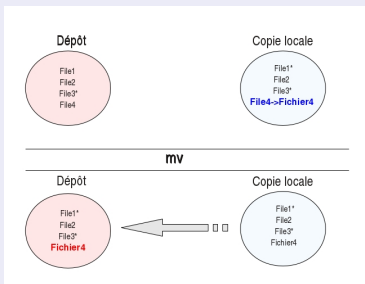 Dépôt
Copie locale
File1
File2
File3*
File4
File1*
File2
File3*
File4->Fichier4
mv
Dépôt
Copie locale
File1*
File2
File3*
Fichier4
File1*
File2
File3*
Fichier4